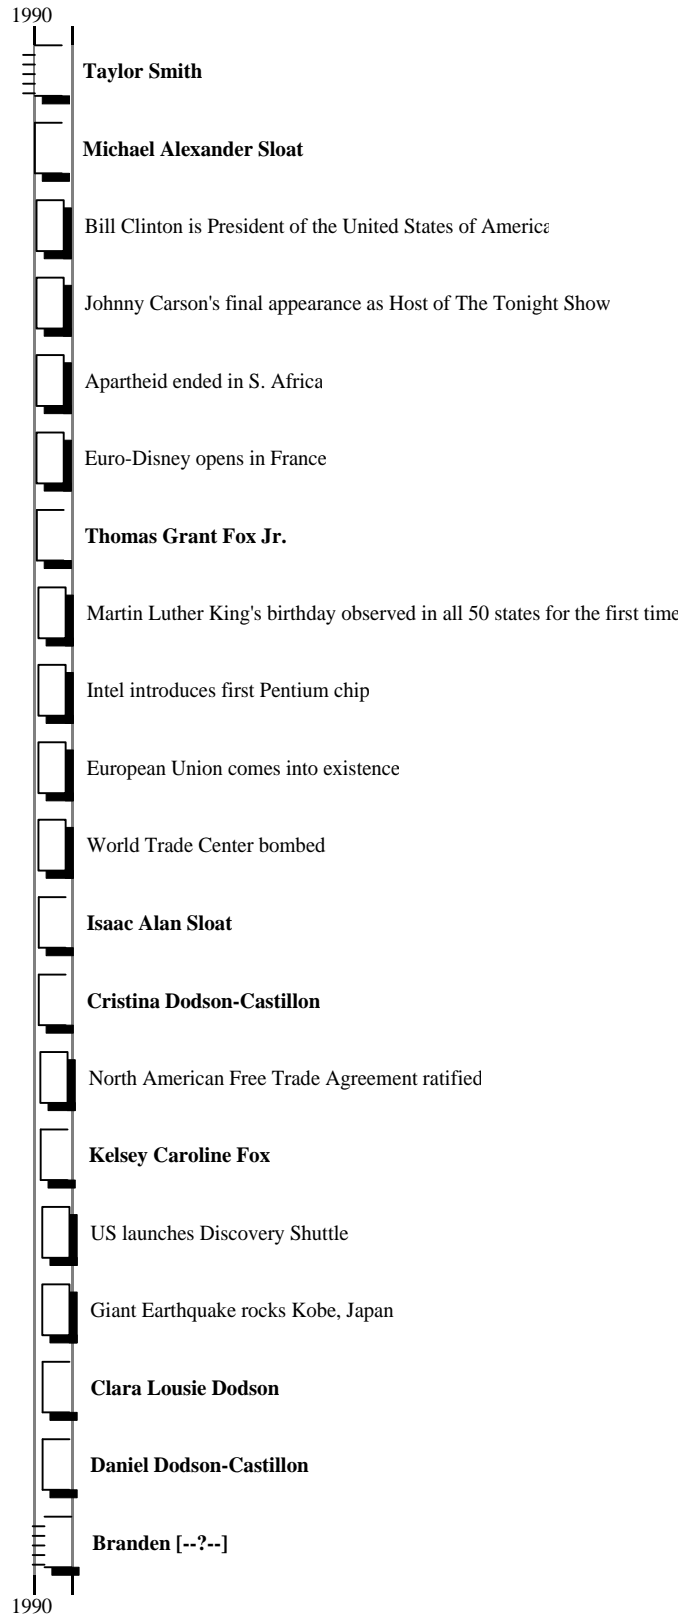 1990
Taylor Smith
Michael Alexander Sloat
Bill Clinton is President of the United States of America
Johnny Carson's final appearance as Host of The Tonight Show
Apartheid ended in S. Africa
Euro-Disney opens in France
Thomas Grant Fox Jr.
Martin Luther King's birthday observed in all 50 states for the first time
Intel introduces first Pentium chip
European Union comes into existence
World Trade Center bombed
Isaac Alan Sloat
Cristina Dodson-Castillon
North American Free Trade Agreement ratified
Kelsey Caroline Fox
US launches Discovery Shuttle
Giant Earthquake rocks Kobe, Japan
Clara Lousie Dodson
Daniel Dodson-Castillon
Branden [--?--]
1990